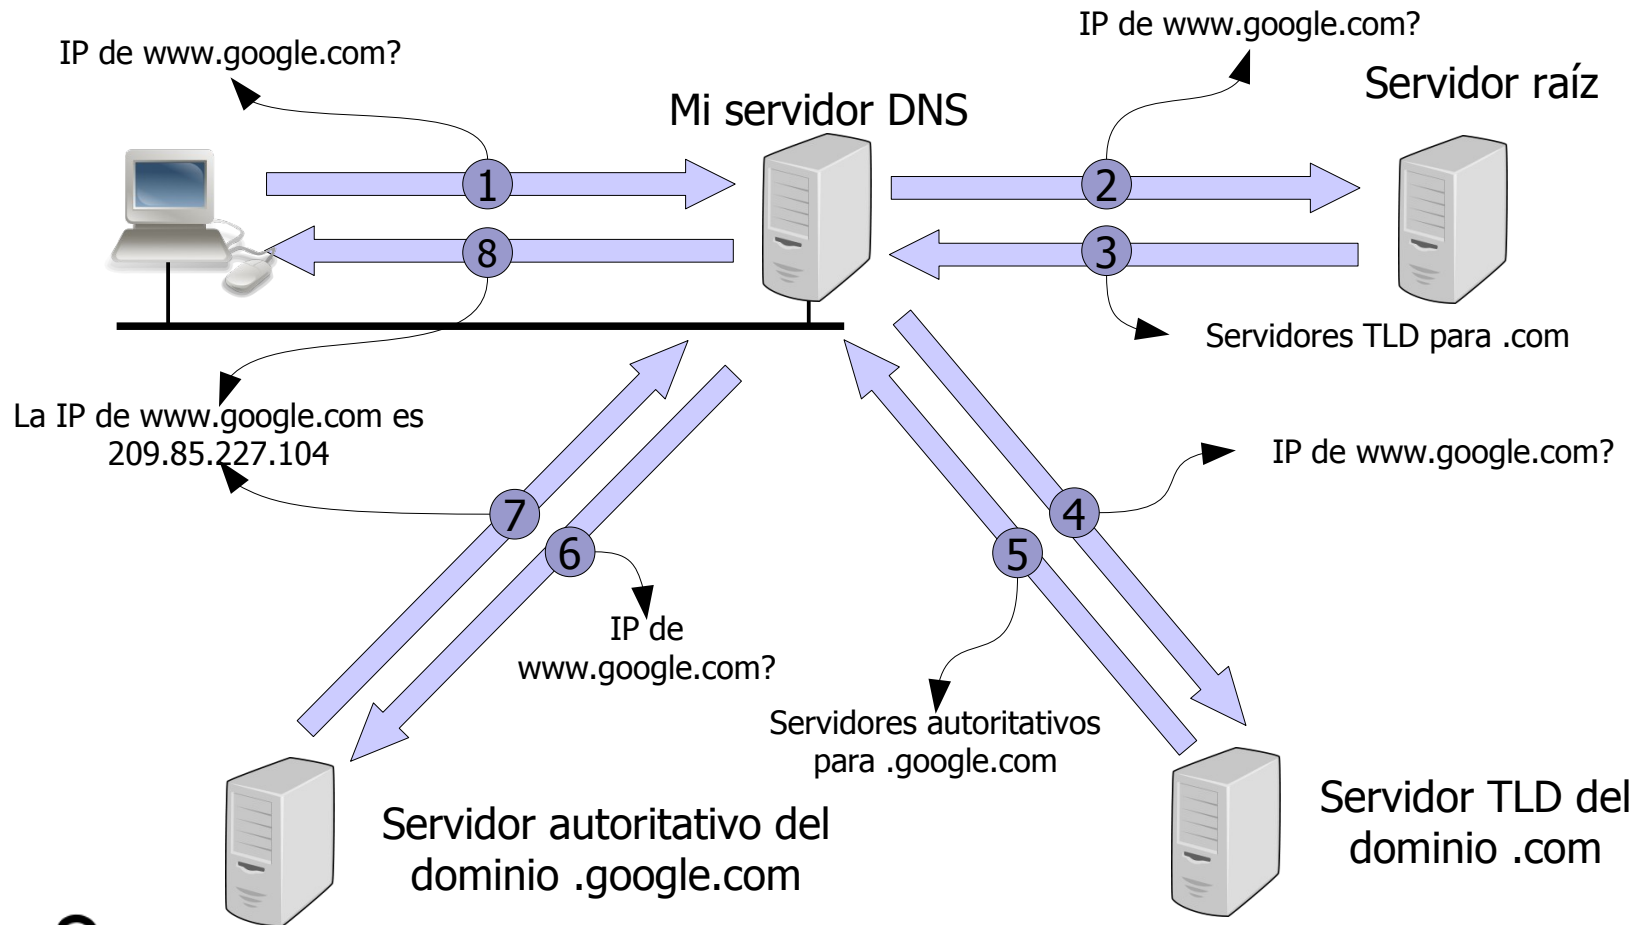 IP de www.google.com?
IP de www.google.com?
Servidor raíz
Mi servidor DNS
1
2
8
3
Servidores TLD para .com
La IP de www.google.com es
209.85.227.104
IP de www.google.com?
7
4
6
5
IP de
www.google.com?
Servidores autoritativos
para .google.com
Servidor TLD del
dominio .com
Servidor autoritativo del
dominio .google.com